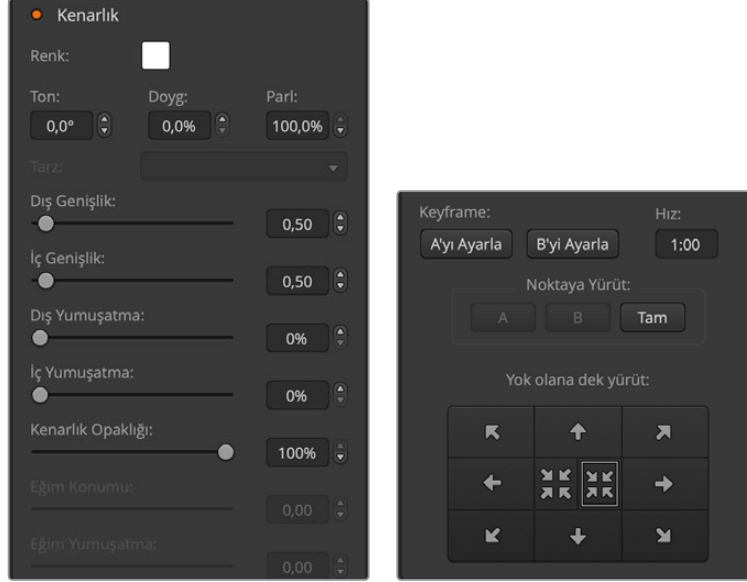 Kenarlık
Renk:
Ton: Doyg: Parl:
0,0° 0,0% 100,0%
Tarz:
Dış Genişlik:
0,50
İç Genişlik:
0,50
Dış Yumuşatma:
0%
İç Yumuşatma:
0%
Kenarlık Opaklığı:
100%
Eğim Konumu:
0,00
Eğim Yumuşatma:
0,00
Keyframe: Hız:
A'yı Ayarla B'yi Ayarla 1:00
Noktaya Yürüt:
A B Tam
Yok olana dek yürüt: